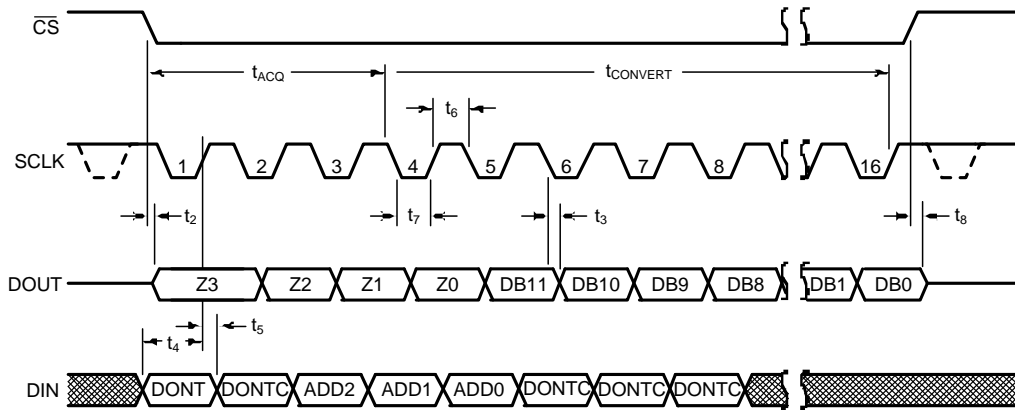 CS
tACQ
tCONVERT
t6
SCLK
1 2 3 4 5 6 7 8 16
t2 t7 t3 t8
DOUT
Z3 Z2 Z1 Z0 DB11 DB10 DB9 DB8 DB1 DB0
t4 t5
DIN
DONT DONTC ADD2 ADD1 ADD0 DONTC DONTC DONTC